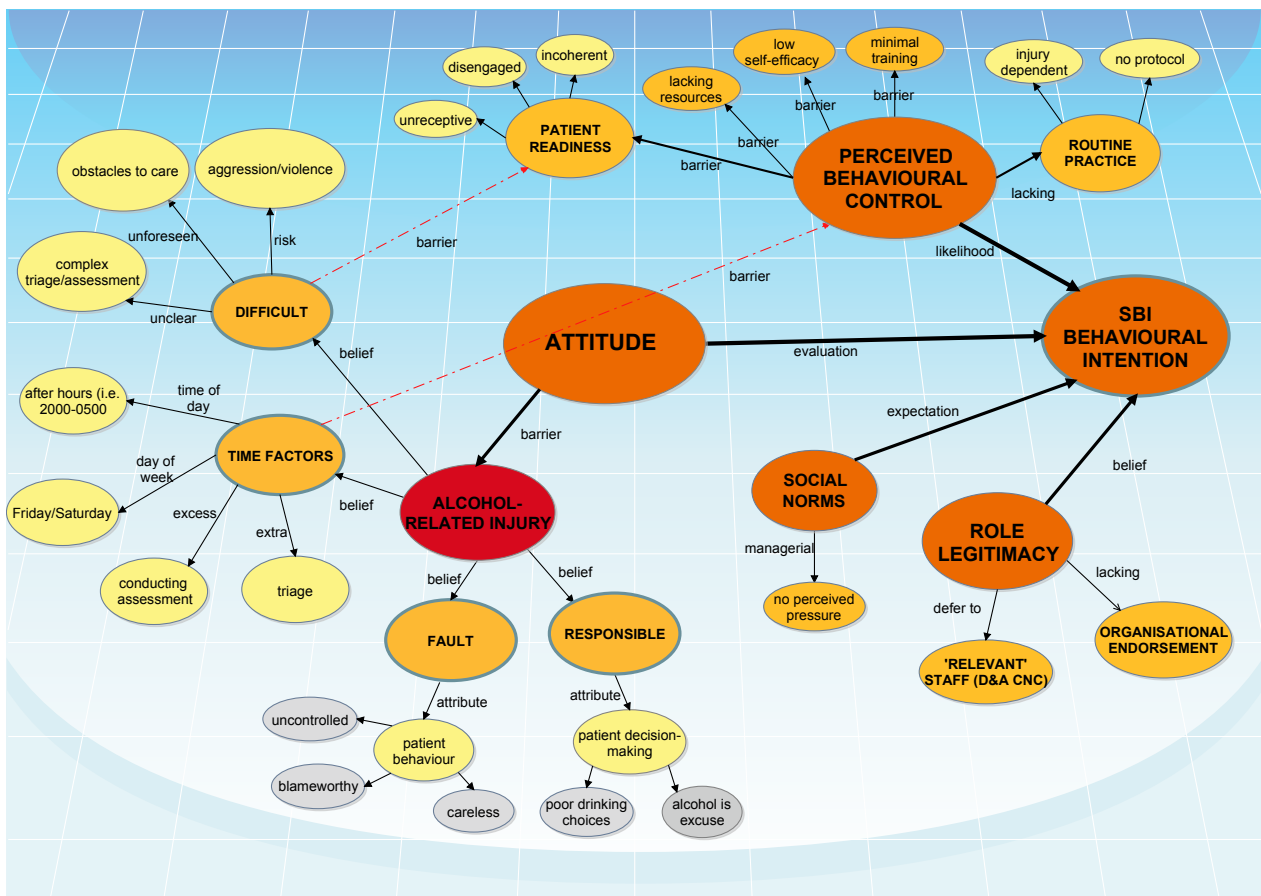 incoherent
disengaged
unreceptive
PATIENT
READINESS
low
self-efficacy
minimal
training
lacking
resources
barrier
barrier
barrier
barrier
injury
dependent
no protocol
ROUTINE
PRACTICE
PERCEIVED
BEHAVIOURAL
CONTROL
lacking
likelihood
obstacles to care
aggression/violence
unforeseen
risk
barrier
barrier
complex
triage/assessment
unclear
DIFFICULT
belief
ATTITUDE
evaluation
SBI
BEHAVIOURAL
INTENTION
after hours (i.e.
2000-0500
time of
day
TIME FACTORS
day of
week
Friday/Saturday
excess
extra
conducting
assessment
triage
belief
barrier
ALCOHOL-
RELATED INJURY
expectation
belief
SOCIAL
NORMS
managerial
no perceived
pressure
ROLE
LEGITIMACY
defer to
lacking
'RELEVANT'
STAFF (D&A CNC)
ORGANISATIONAL
ENDORSEMENT
belief
belief
FAULT
RESPONSIBLE
attribute
attribute
uncontrolled
patient
behaviour
blameworthy
careless
patient decision-
making
poor drinking
choices
alcohol is
excuse